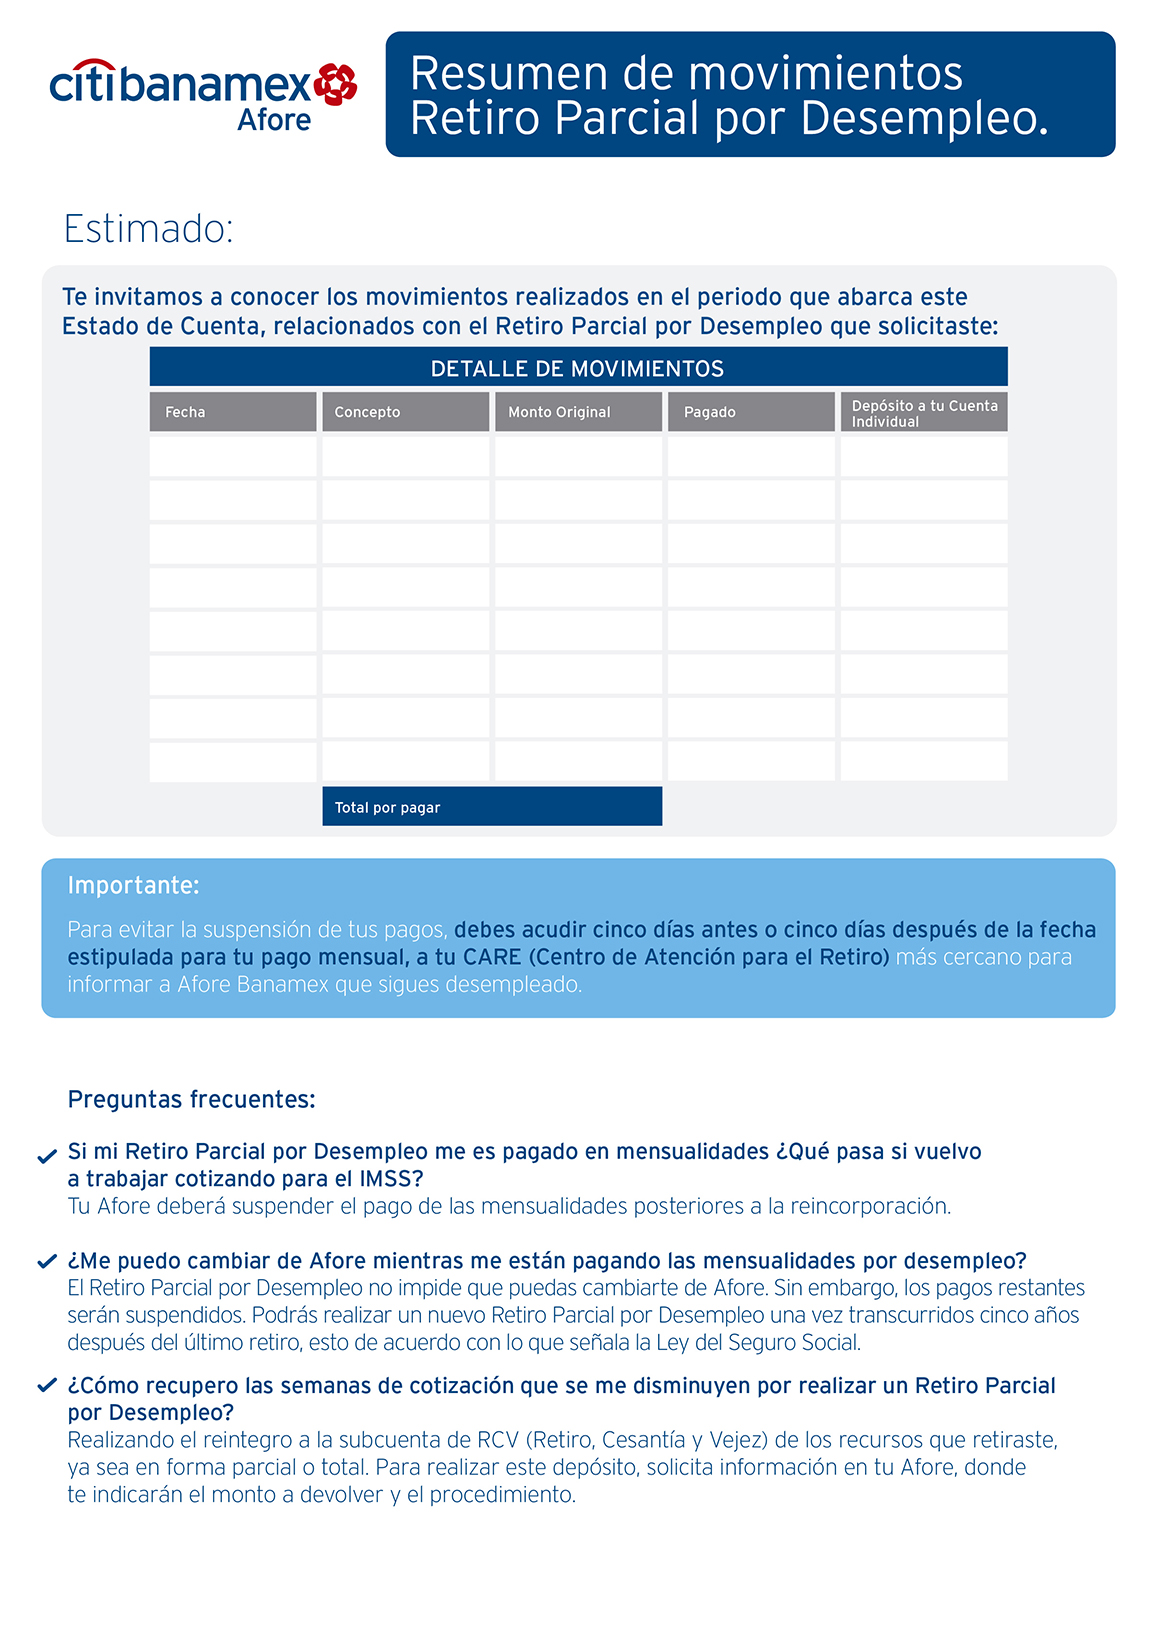 citibanamex
Afore
Resumen de movimientos
Retiro Parcial por Desempleo.
Estimado:
Te invitamos a conocer los movimientos realizados en el periodo que abarca este
Estado de Cuenta, relacionados con el Retiro Parcial por Desempleo que solicitaste:
DETALLE DE MOVIMIENTOS
Fecha
Concepto
Monto Original
Pagado
Depósito a tu Cuenta
Individual
Total por pagar
Importante:
Para evitar la suspensión de tus pagos, debes acudir cinco días antes o cinco días después de la fecha
estipulada para tu pago mensual, a tu CARE (Centro de Atención para el Retiro) más cercano para
informar a Afore Banamex que sigues desempleado.
Preguntas frecuentes:
Si mi Retiro Parcial por Desempleo me es pagado en mensualidades ¿Qué pasa si vuelvo
a trabajar cotizando para el IMSS?
Tu Afore deberá suspender el pago de las mensualidades posteriores a la reincorporación.
¿Me puedo cambiar de Afore mientras me están pagando las mensualidades por desempleo?
El Retiro Parcial por Desempleo no impide que puedas cambiarte de Afore. Sin embargo, los pagos restantes
serán suspendidos. Podrás realizar un nuevo Retiro Parcial por Desempleo una vez transcurridos cinco años
después del último retiro, esto de acuerdo con lo que señala la Ley del Seguro Social.
¿Cómo recupero las semanas de cotización que se me disminuyen por realizar un Retiro Parcial
por Desempleo?
Realizando el reintegro a la subcuenta de RCV (Retiro, Cesantía y Vejez) de los recursos que retiraste,
ya sea en forma parcial o total. Para realizar este depósito, solicita información en tu Afore, donde
te indicarán el monto a devolver y el procedimiento.